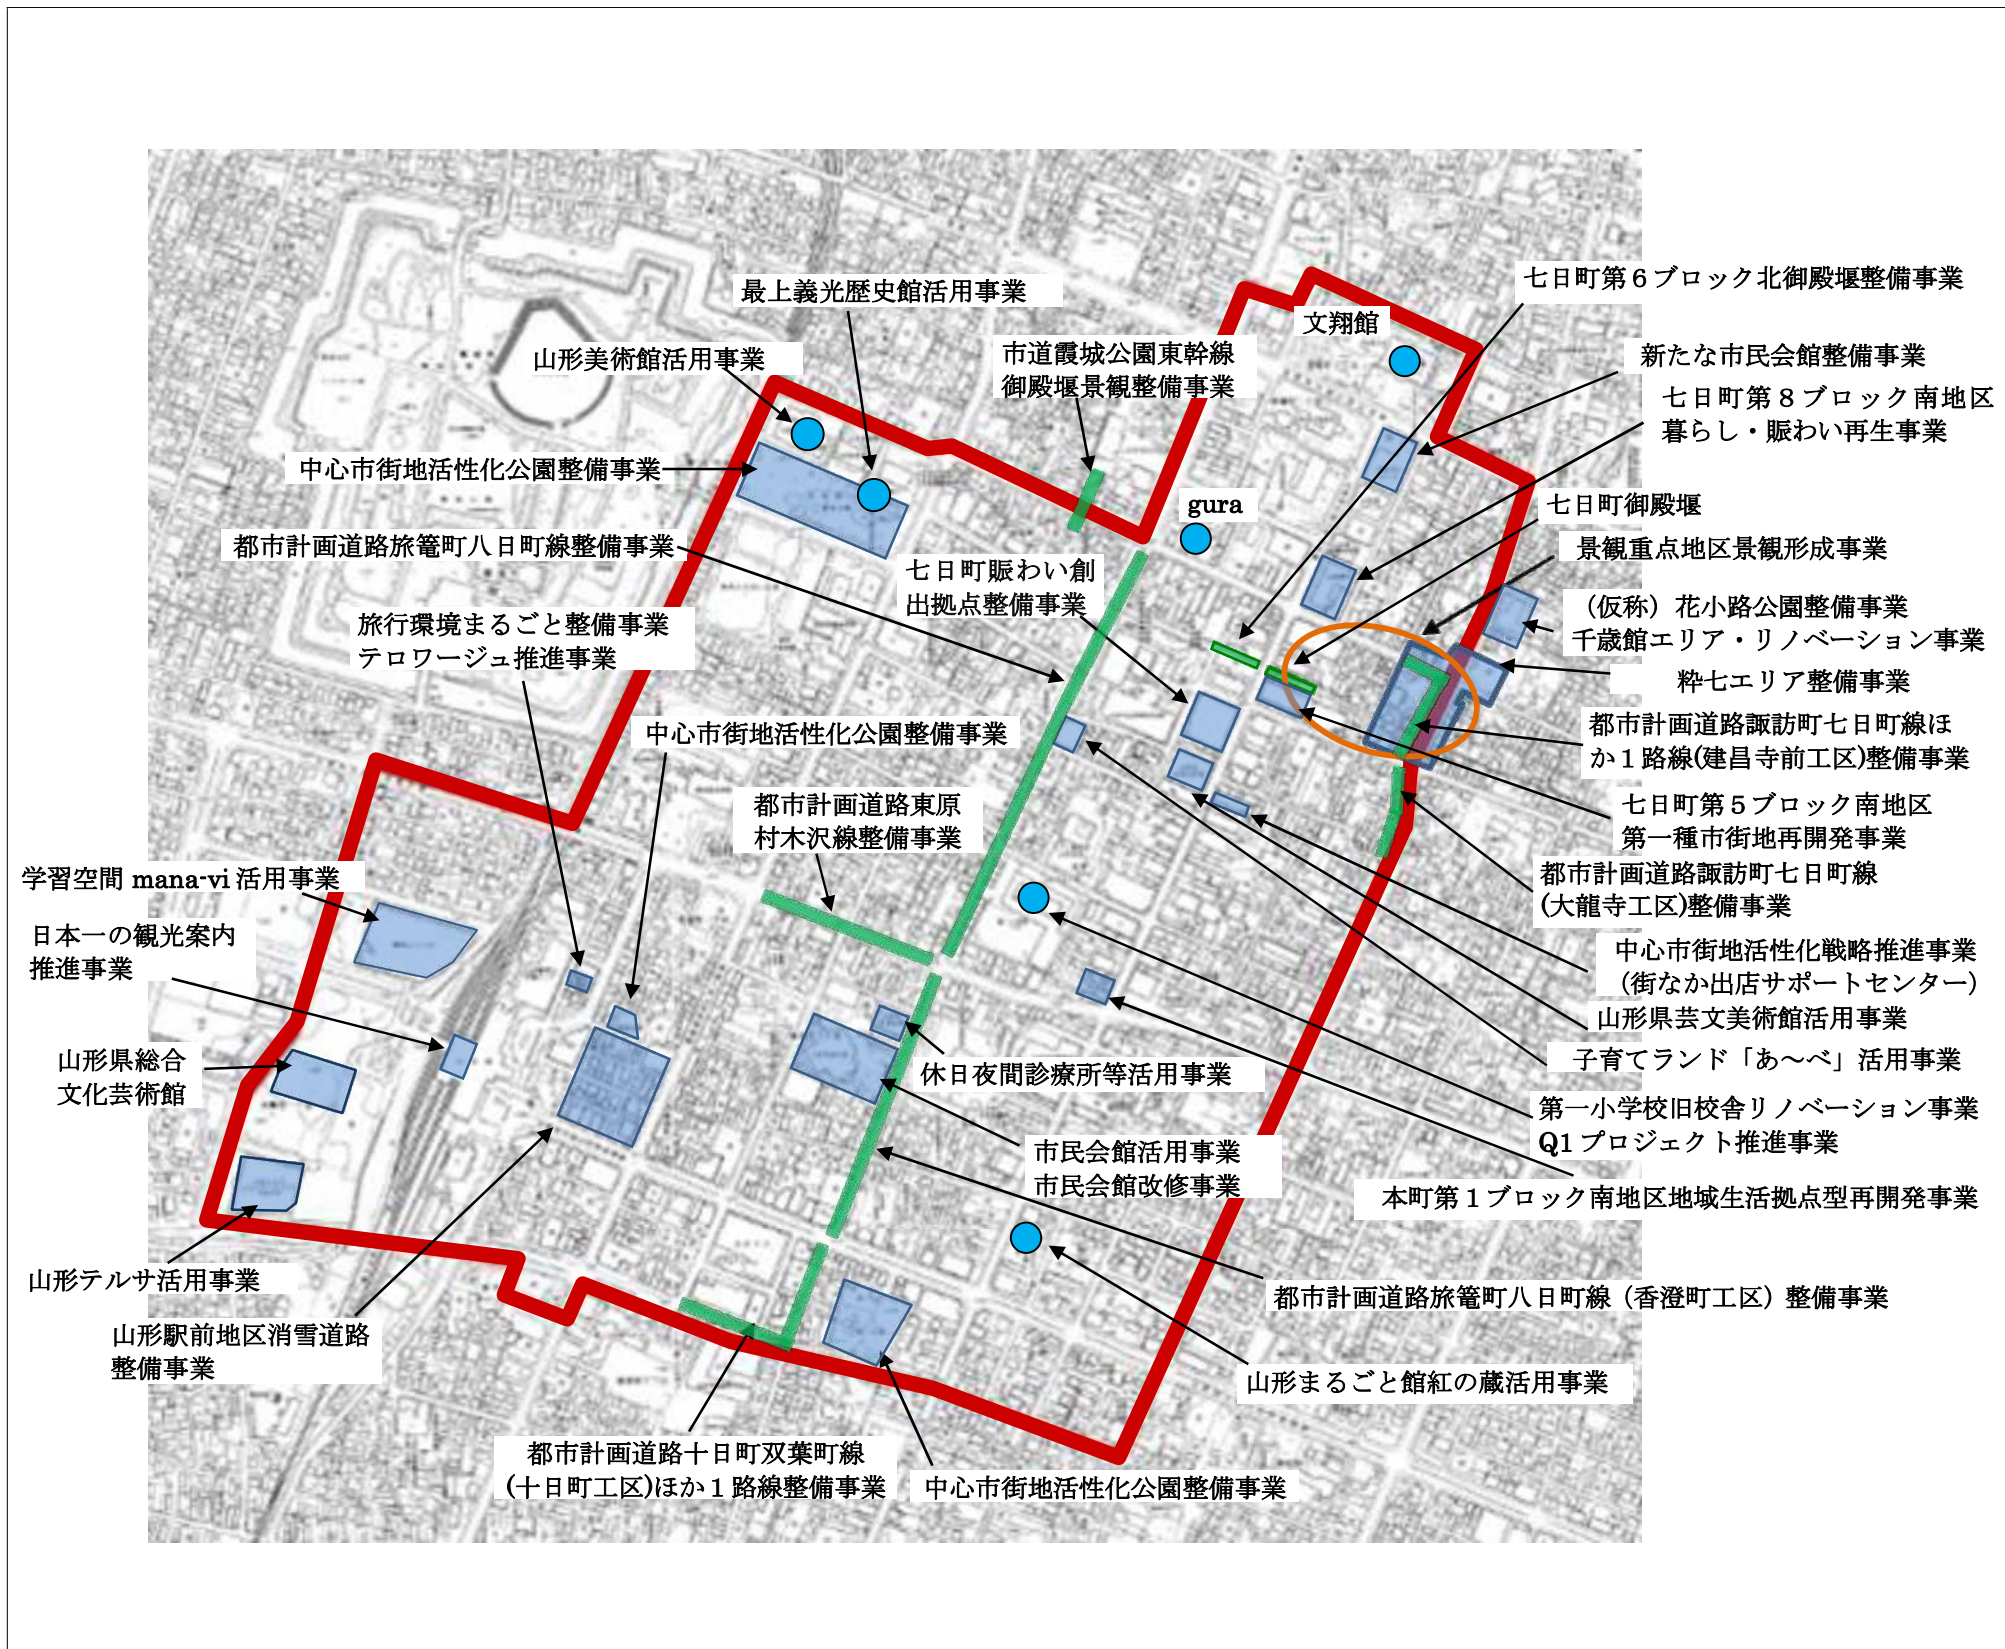 最上義光歴史館活用事業
山形美術館活用事業
市道霞城公園東幹線
御殿堰景観整備事業
文翔館
七日町第６ブロック北御殿堰整備事業
新たな市民会館整備事業
七日町第８ブロック南地区
暮らし・賑わい再生事業
中心市街地活性化公園整備事業
gura
七日町御殿堰
都市計画道路旅篭町八日町線整備事業
景観重点地区景観形成事業
七日町賑わい創
出拠点整備事業
（仮称）花小路公園整備事業
千歳館エリア・リノベーション事業
旅行環境まるごと整備事業
テロワージュ推進事業
粋七エリア整備事業
中心市街地活性化公園整備事業
都市計画道路諏訪町七日町線ほ
か１路線(建昌寺前工区)整備事業
都市計画道路東原
村木沢線整備事業
七日町第５ブロック南地区
第一種市街地再開発事業
学習空間 mana-vi 活用事業
都市計画道路諏訪町七日町線
(大龍寺工区)整備事業
日本一の観光案内
推進事業
中心市街地活性化戦略推進事業
（街なか出店サポートセンター）
山形県芸文美術館活用事業
山形県総合
文化芸術館
休日夜間診療所等活用事業
子育てランド「あ～べ」活用事業
第一小学校旧校舎リノベーション事業
Q1 プロジェクト推進事業
市民会館活用事業
市民会館改修事業
本町第１ブロック南地区地域生活拠点型再開発事業
山形テルサ活用事業
都市計画道路旅篭町八日町線（香澄町工区）整備事業
山形駅前地区消雪道路
整備事業
山形まるごと館紅の蔵活用事業
都市計画道路十日町双葉町線
(十日町工区)ほか１路線整備事業
中心市街地活性化公園整備事業